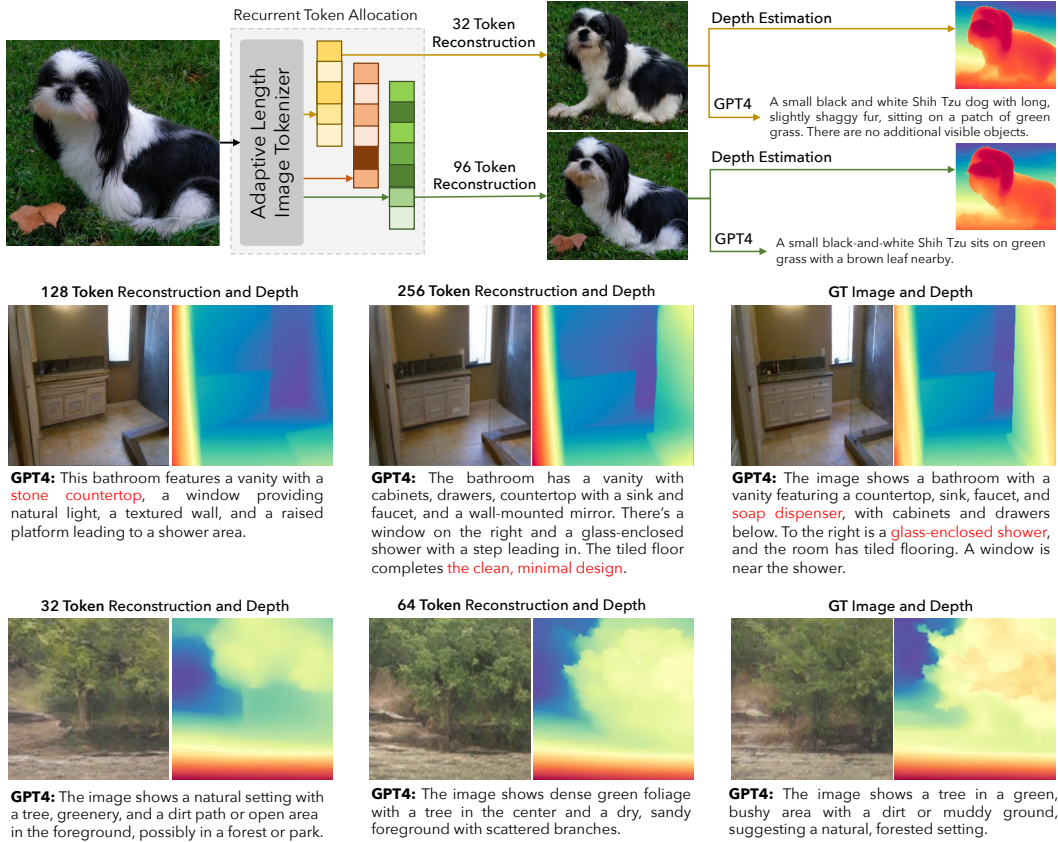 Recurrent Token Allocation
Adaptive Length
Image Tokenizer
32 Token
Reconstruction
96 Token
Reconstruction
Depth Estimation
GPT4
A small black and white Shih Tzu dog with long,
slightly shaggy fur, sitting on a patch of green
grass. There are no additional visible objects.
Depth Estimation
GPT4
A small black-and-white Shih Tzu sits on green
grass with a brown leaf nearby.
128 Token Reconstruction and Depth
GPT4: This bathroom features a vanity with a
stone countertop, a window providing
natural light, a textured wall, and a raised
platform leading to a shower area.
256 Token Reconstruction and Depth
GPT4: The bathroom has a vanity with
cabinets, drawers, countertop with a sink and
faucet, and a wall-mounted mirror. There's a
window on the right and a glass-enclosed
shower with a step leading in. The tiled floor
completes the clean, minimal design.
GT Image and Depth
GPT4: The image shows a bathroom with a
vanity featuring a countertop, sink, faucet, and
soap dispenser, with cabinets and drawers
below. To the right is a glass-enclosed shower,
and the room has tiled flooring. A window is
near the shower.
32 Token Reconstruction and Depth
GPT4: The image shows a natural setting with
a tree, greenery, and a dirt path or open area
in the foreground, possibly in a forest or park.
64 Token Reconstruction and Depth
GPT4: The image shows dense green foliage
with a tree in the center and a dry, sandy
foreground with scattered branches.
GT Image and Depth
GPT4: The image shows a tree in a green,
bushy area with a dirt or muddy ground,
suggesting a natural, forested setting.